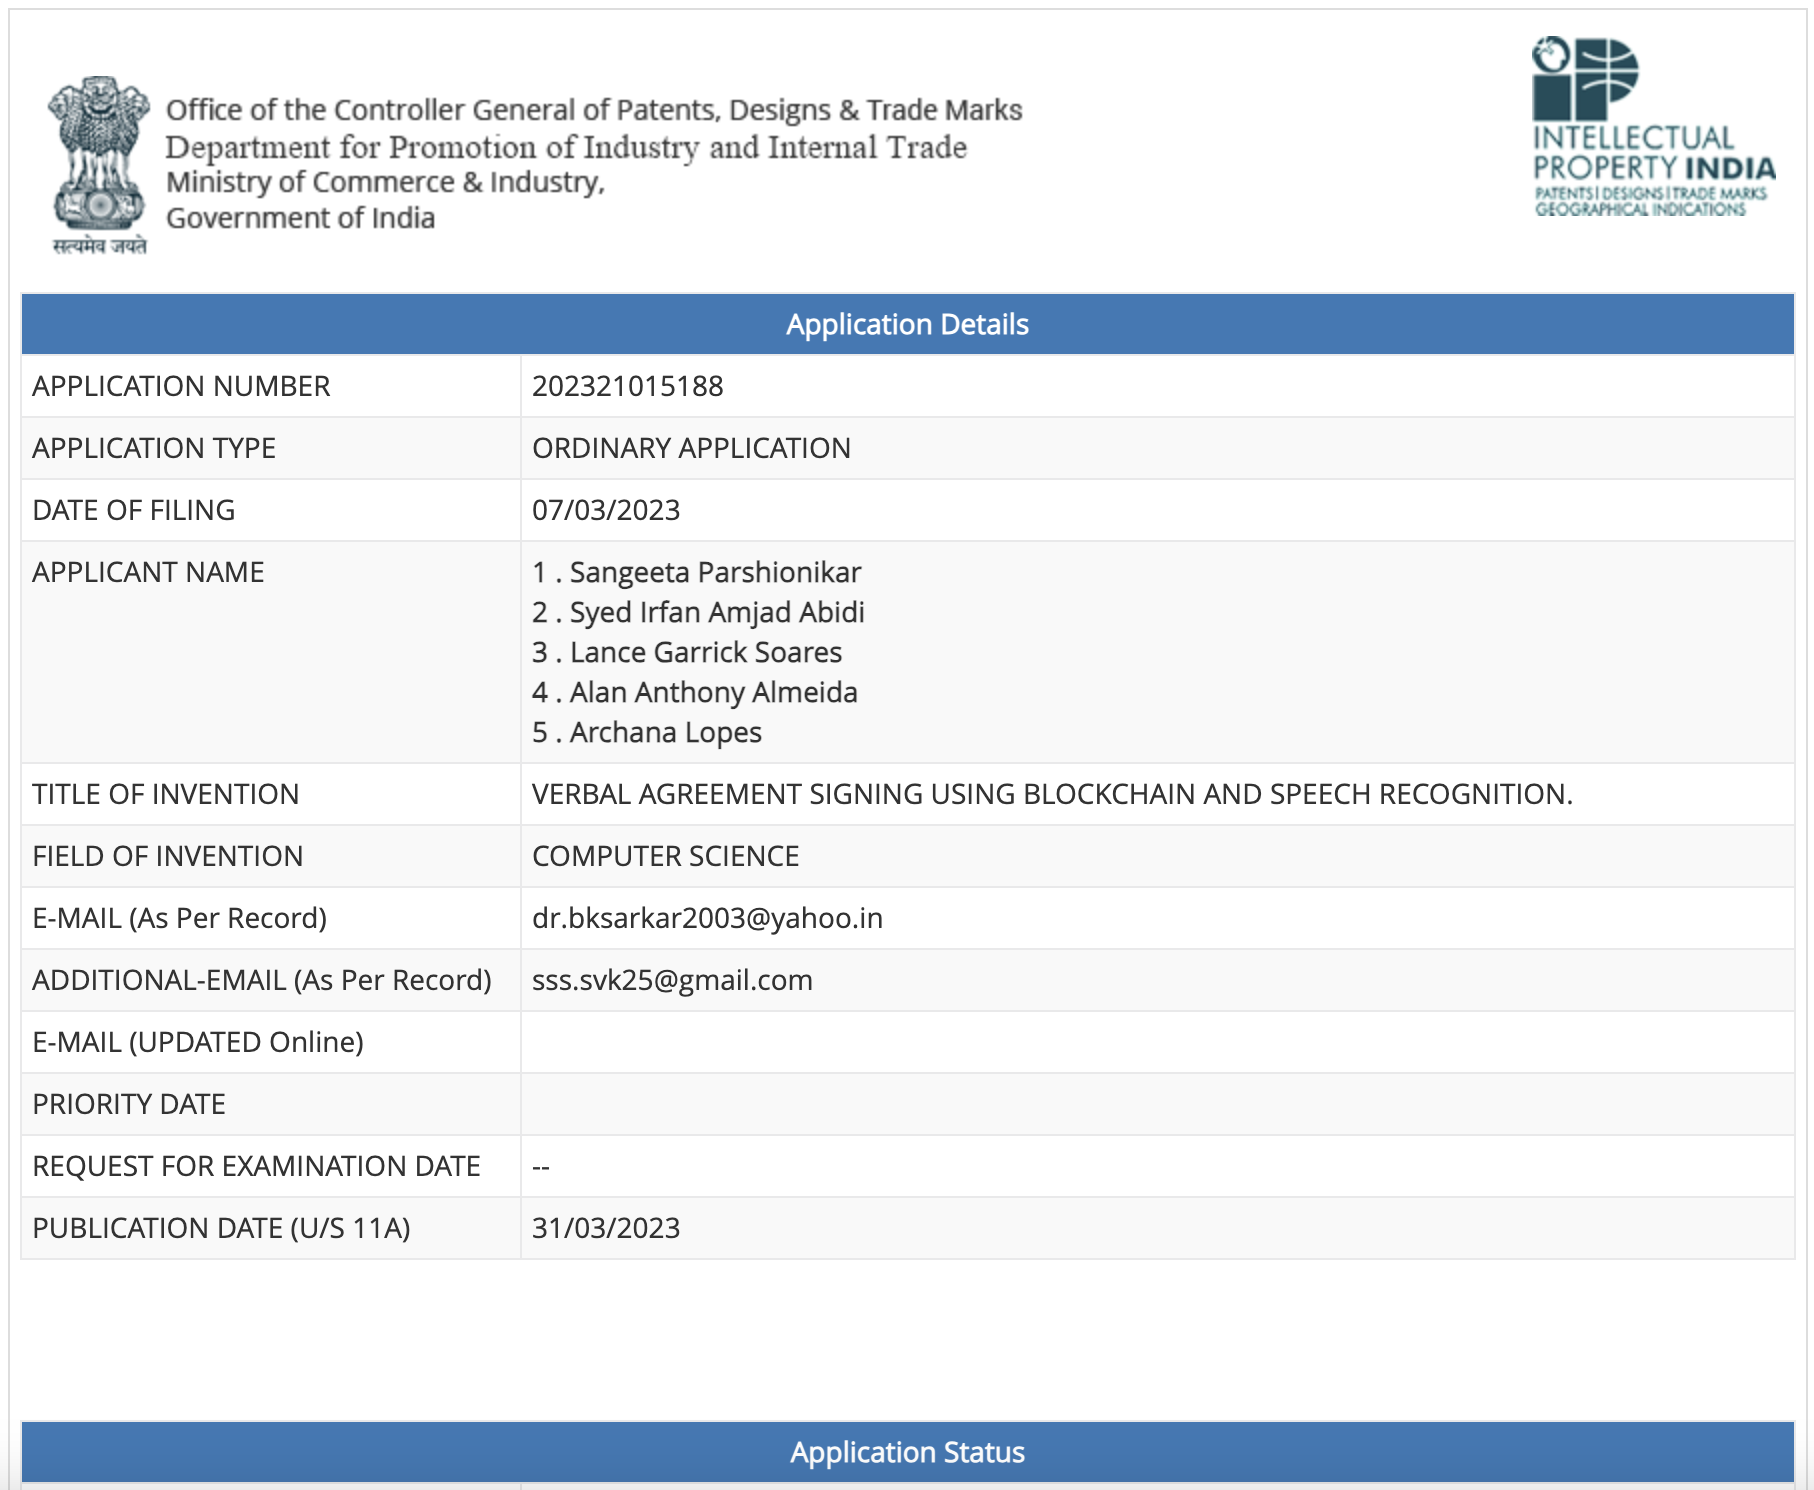 Office of the Controller General of Patents, Designs & Trade Marks
Department for Promotion of Industry and Internal Trade
Ministry of Commerce & Industry,
Government of India
सत्यमेव जयते
INTELLECTUAL
PROPERTY INDIA
PATENTS | DESIGNS | TRADE MARKS
GEOGRAPHICAL INDICATIONS
Application Details
APPLICATION NUMBER 202321015188
APPLICATION TYPE ORDINARY APPLICATION
DATE OF FILING 07/03/2023
APPLICANT NAME 1 . Sangeeta Parshionikar
2 . Syed Irfan Amjad Abidi
3 . Lance Garrick Soares
4 . Alan Anthony Almeida
5 . Archana Lopes
TITLE OF INVENTION VERBAL AGREEMENT SIGNING USING BLOCKCHAIN AND SPEECH RECOGNITION.
FIELD OF INVENTION COMPUTER SCIENCE
E-MAIL (As Per Record) dr.bksarkar2003@yahoo.in
ADDITIONAL-EMAIL (As Per Record) sss.svk25@gmail.com
E-MAIL (UPDATED Online)
PRIORITY DATE
REQUEST FOR EXAMINATION DATE --
PUBLICATION DATE (U/S 11A) 31/03/2023
Application Status